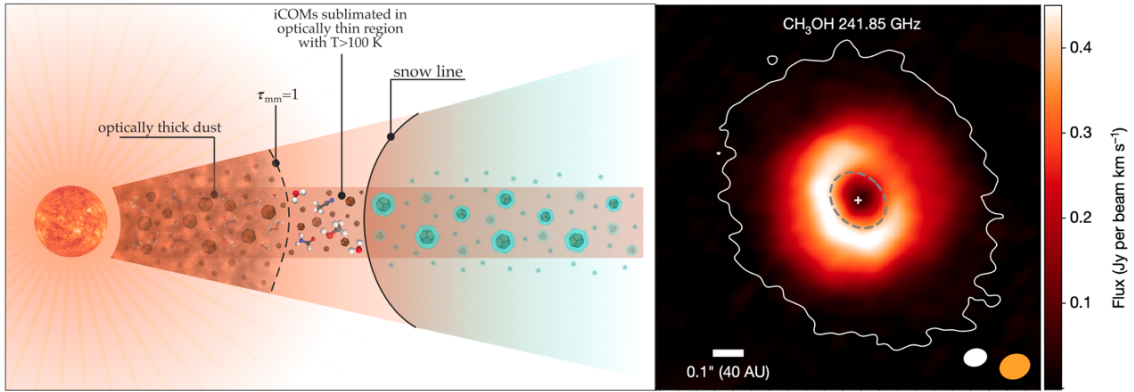 iCOMs sublimated in
optically thin region
with T>100 K
snow line
τmm=1
optically thick dust
CH₃OH 241.85 GHz
0.1" (40 AU)
0.4
0.3
0.2
0.1
Flux (Jy per beam km s⁻¹)